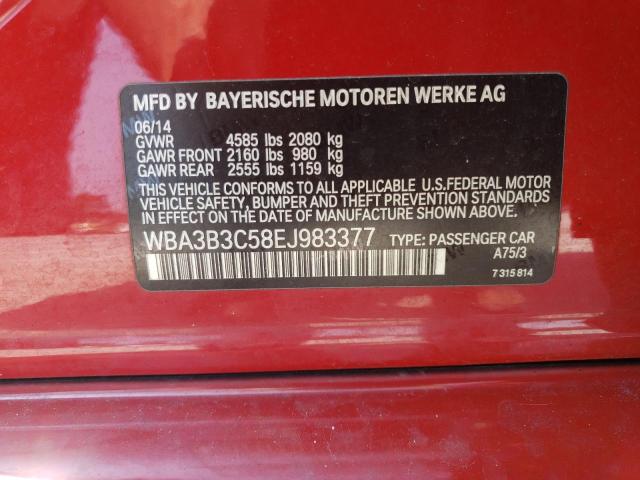 MFD BY BAYERISCHE MOTOREN WERKE AG
06/14
GVWR 4585 lbs 2080 kg
GAWR FRONT 2160 lbs 980 kg
GAWR REAR 2555 lbs 1159 kg
THIS VEHICLE CONFORMS TO ALL APPLICABLE U.S.FEDERAL MOTOR
VEHICLE SAFETY, BUMPER AND THEFT PREVENTION STANDARDS
IN EFFECT ON THE DATE OF MANUFACTURE SHOWN ABOVE.
WBA3B3C58EJ983377 TYPE: PASSENGER CAR
A75/3
7 315 814